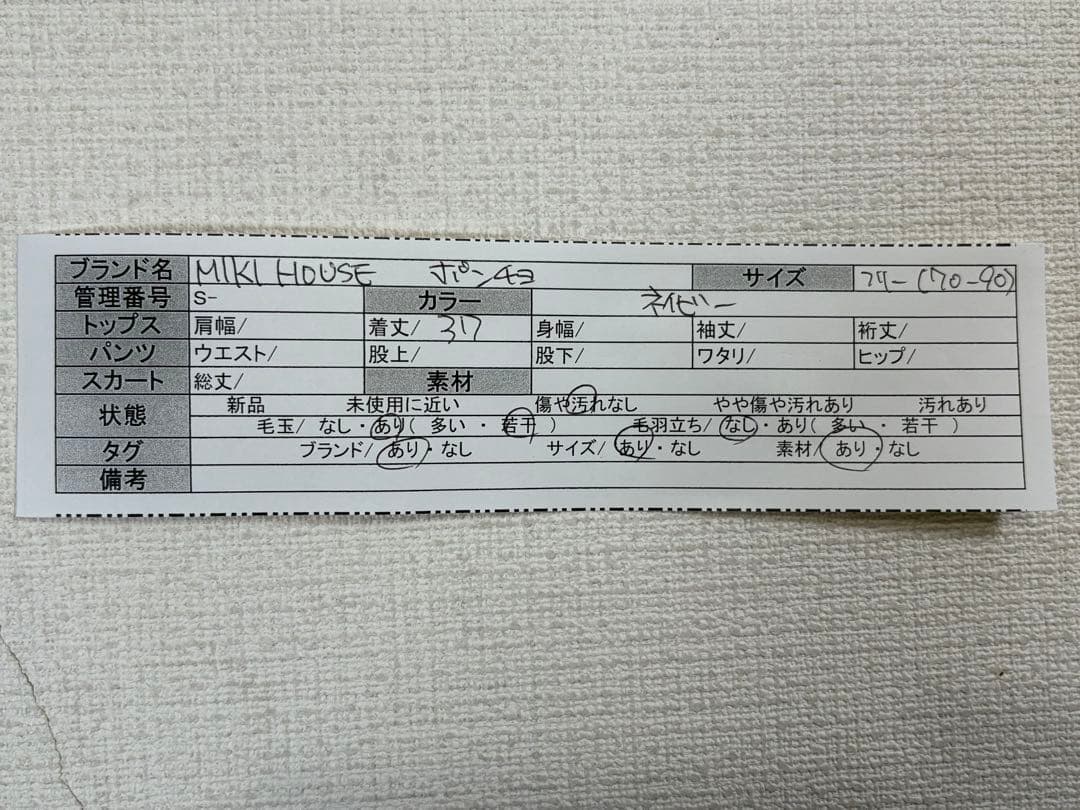 ブランド名 MIKI HOUSE ポンチョ サイズ フリー(70-90)
管理番号 S- カラー ネイビー
トップス 肩幅/ 着丈/ 37 身幅/ 袖丈/ 裄丈/
パンツ ウエスト/ 股上/ 股下/ ワタリ/ ヒップ/
スカート 総丈/ 素材
状態 新品 未使用に近い 傷や汚れなし やや傷や汚れあり 汚れあり
毛玉/ なし・あり( 多い ・ 若干 ) 毛羽立ち/ なし・あり( 多い ・ 若干 )
タグ ブランド/ あり・なし サイズ/ あり・なし 素材/ あり・なし
備考